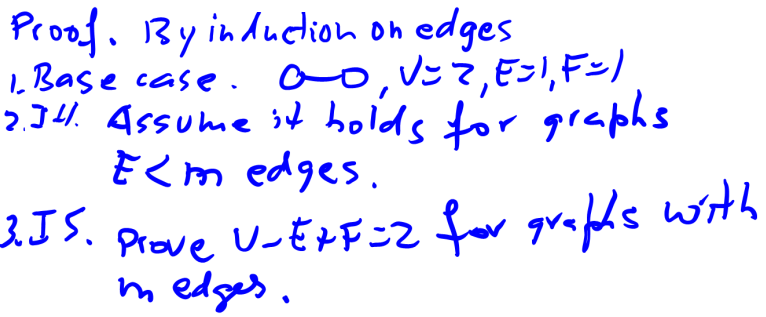 Proof. By induction on edges
1. Base case. O—O, V=2, E=1, F=1
2. IH. Assume it holds for graphs
E<m edges.
3. IS. Prove V-E+F=2 for graphs with
m edges.